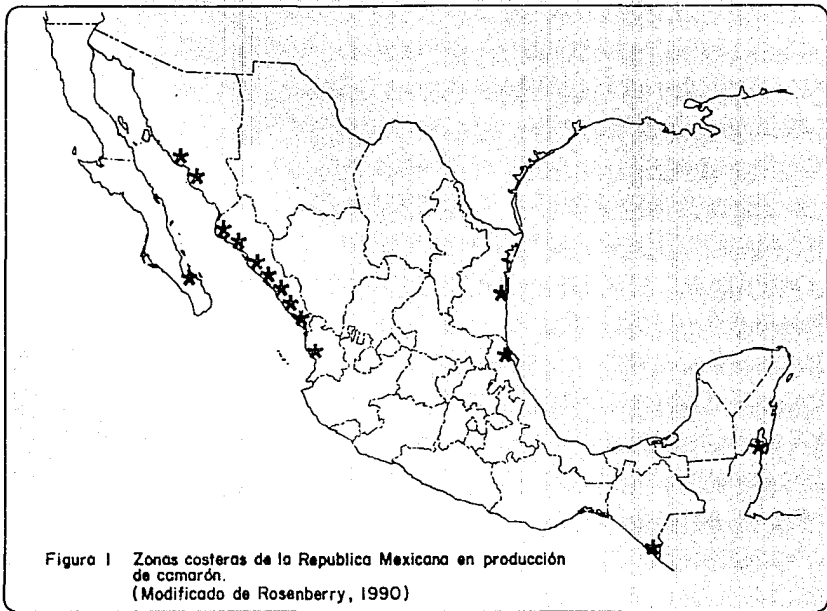 Figura 1 Zonas costeras de la Republica Mexicana en producción
de camarón.
(Modificado de Rosenberry, 1990)